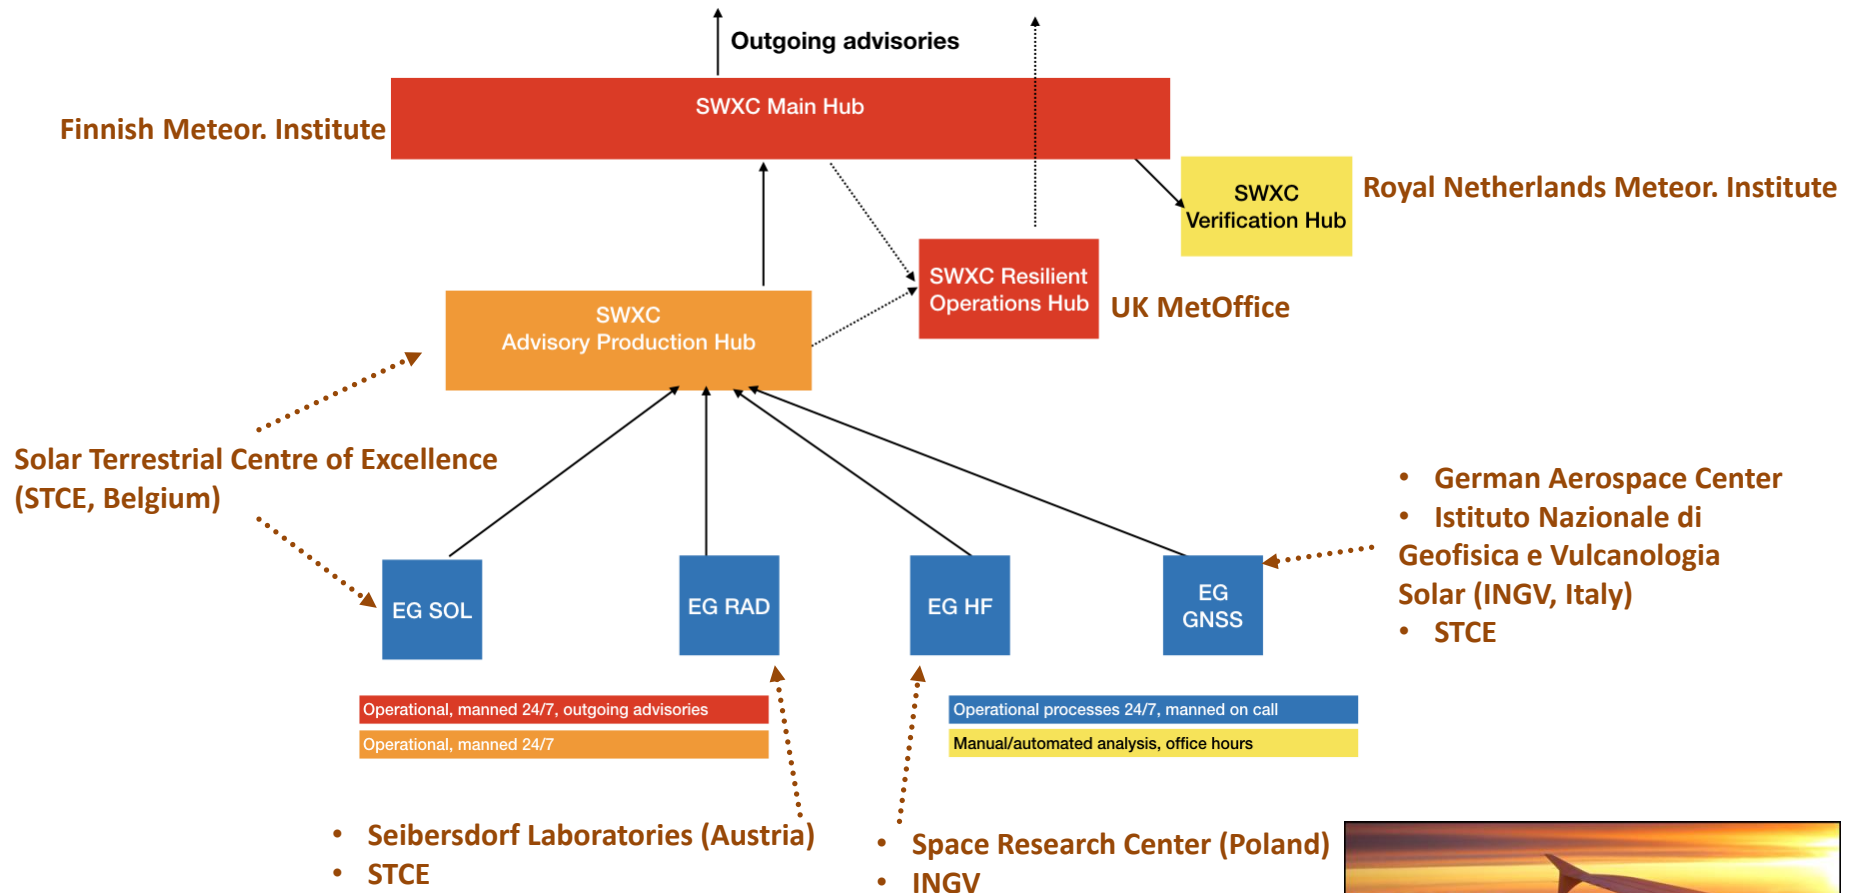 Outgoing advisories
SWXC Main Hub
Finnish Meteor. Institute
SWXC
Verification Hub
Royal Netherlands Meteor. Institute
SWXC Resilient
Operations Hub
UK MetOffice
SWXC
Advisory Production Hub
Solar Terrestrial Centre of Excellence
(STCE, Belgium)
• German Aerospace Center
• Istituto Nazionale di
Geofisica e Vulcanologia
Solar (INGV, Italy)
• STCE
EG SOL
EG RAD
EG HF
EG
GNSS
Operational, manned 24/7, outgoing advisories
Operational, manned 24/7
Operational processes 24/7, manned on call
Manual/automated analysis, office hours
• Seibersdorf Laboratories (Austria)
• STCE
• Space Research Center (Poland)
• INGV